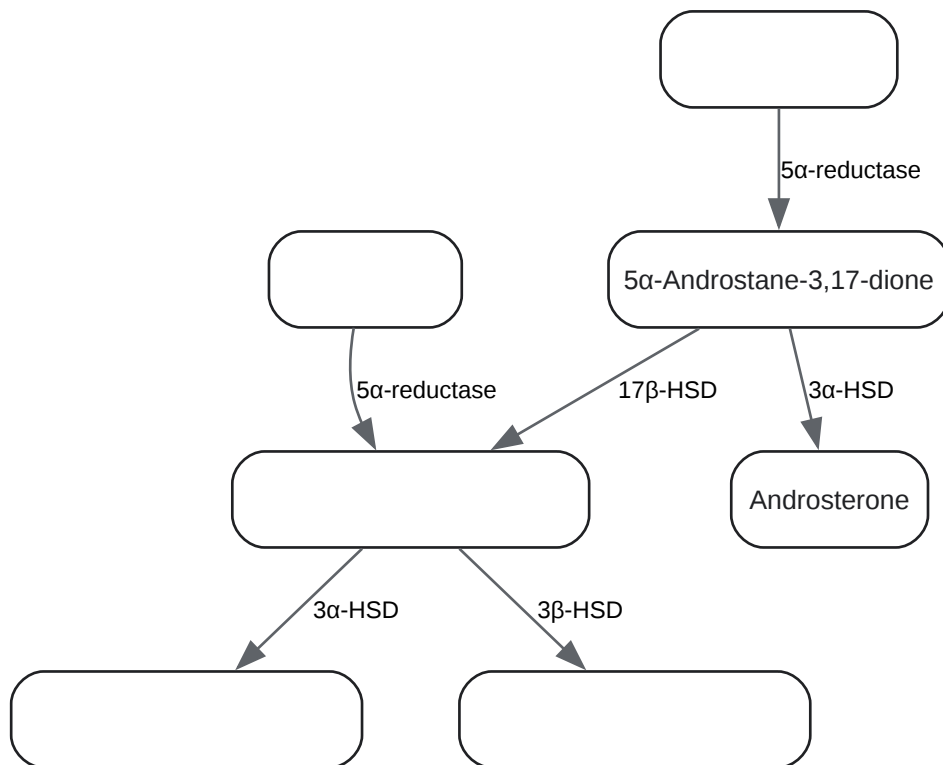 5α-reductase
5α-Androstane-3,17-dione
5α-reductase
17β-HSD
3α-HSD
Androsterone
3α-HSD
3β-HSD